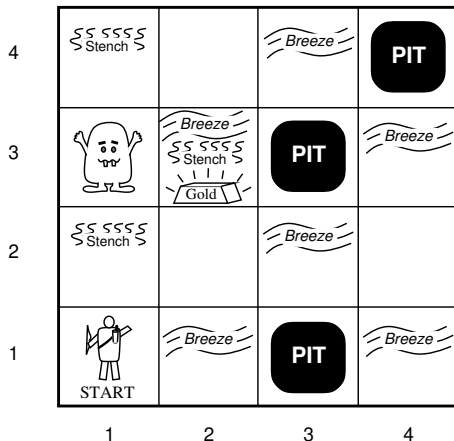 4
Stench
Breeze
PIT
3
Breeze
Stench
Gold
PIT
Breeze
2
Stench
Breeze
1
START
Breeze
PIT
Breeze
1 2 3 4